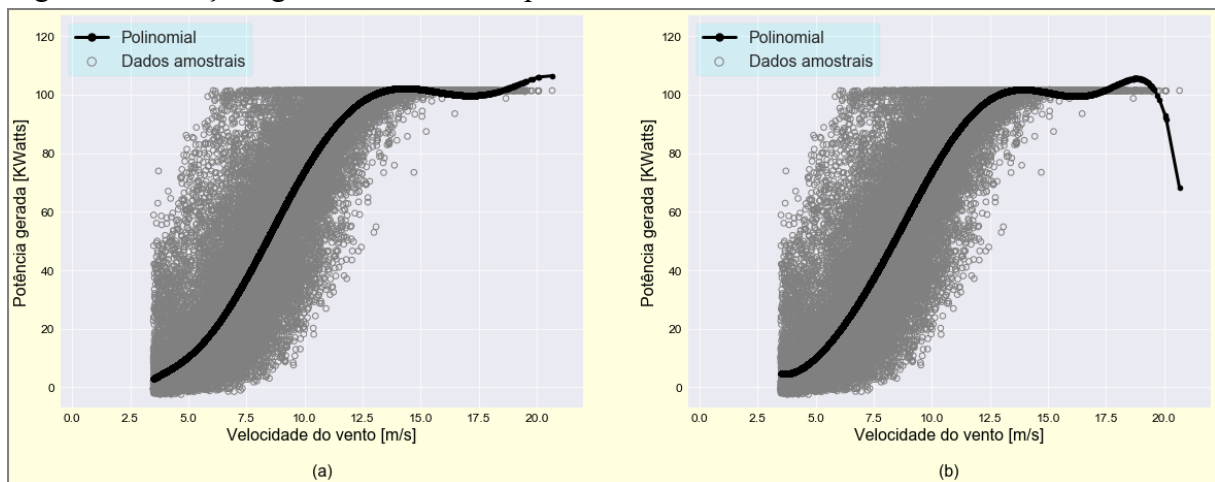 120
100
80
60
40
20
0
Potência gerada [KWatts]
Polinomial
Dados amostrais
0.0 2.5 5.0 7.5 10.0 12.5 15.0 17.5 20.0
Velocidade do vento [m/s]
(a)
120
100
80
60
40
20
0
Potência gerada [KWatts]
Polinomial
Dados amostrais
0.0 2.5 5.0 7.5 10.0 12.5 15.0 17.5 20.0
Velocidade do vento [m/s]
(b)